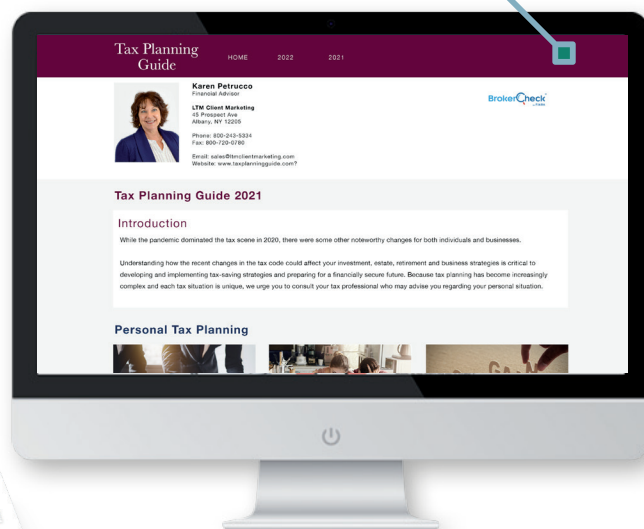 Tax Planning
Guide
HOME 2022 2021
Karen Petrucco
Financial Advisor
LTM Client Marketing
45 Prospect Ave
Albany, NY 12205
Phone: 800-243-5334
Fax: 800-720-0780
Email: sales@ltmclientmarketing.com
Website: www.taxplanningguide.com?
BrokerCheck
Tax Planning Guide 2021
Introduction
While the pandemic dominated the tax scene in 2020, there were some other noteworthy changes for both individuals and businesses.
Understanding how the recent changes in the tax code could affect your investment, estate, retirement and business strategies is critical to
developing and implementing tax-saving strategies and preparing for a financially secure future. Because tax planning has become increasingly
complex and each tax situation is unique, we urge you to consult your tax professional who may advise you regarding your personal situation.
Personal Tax Planning